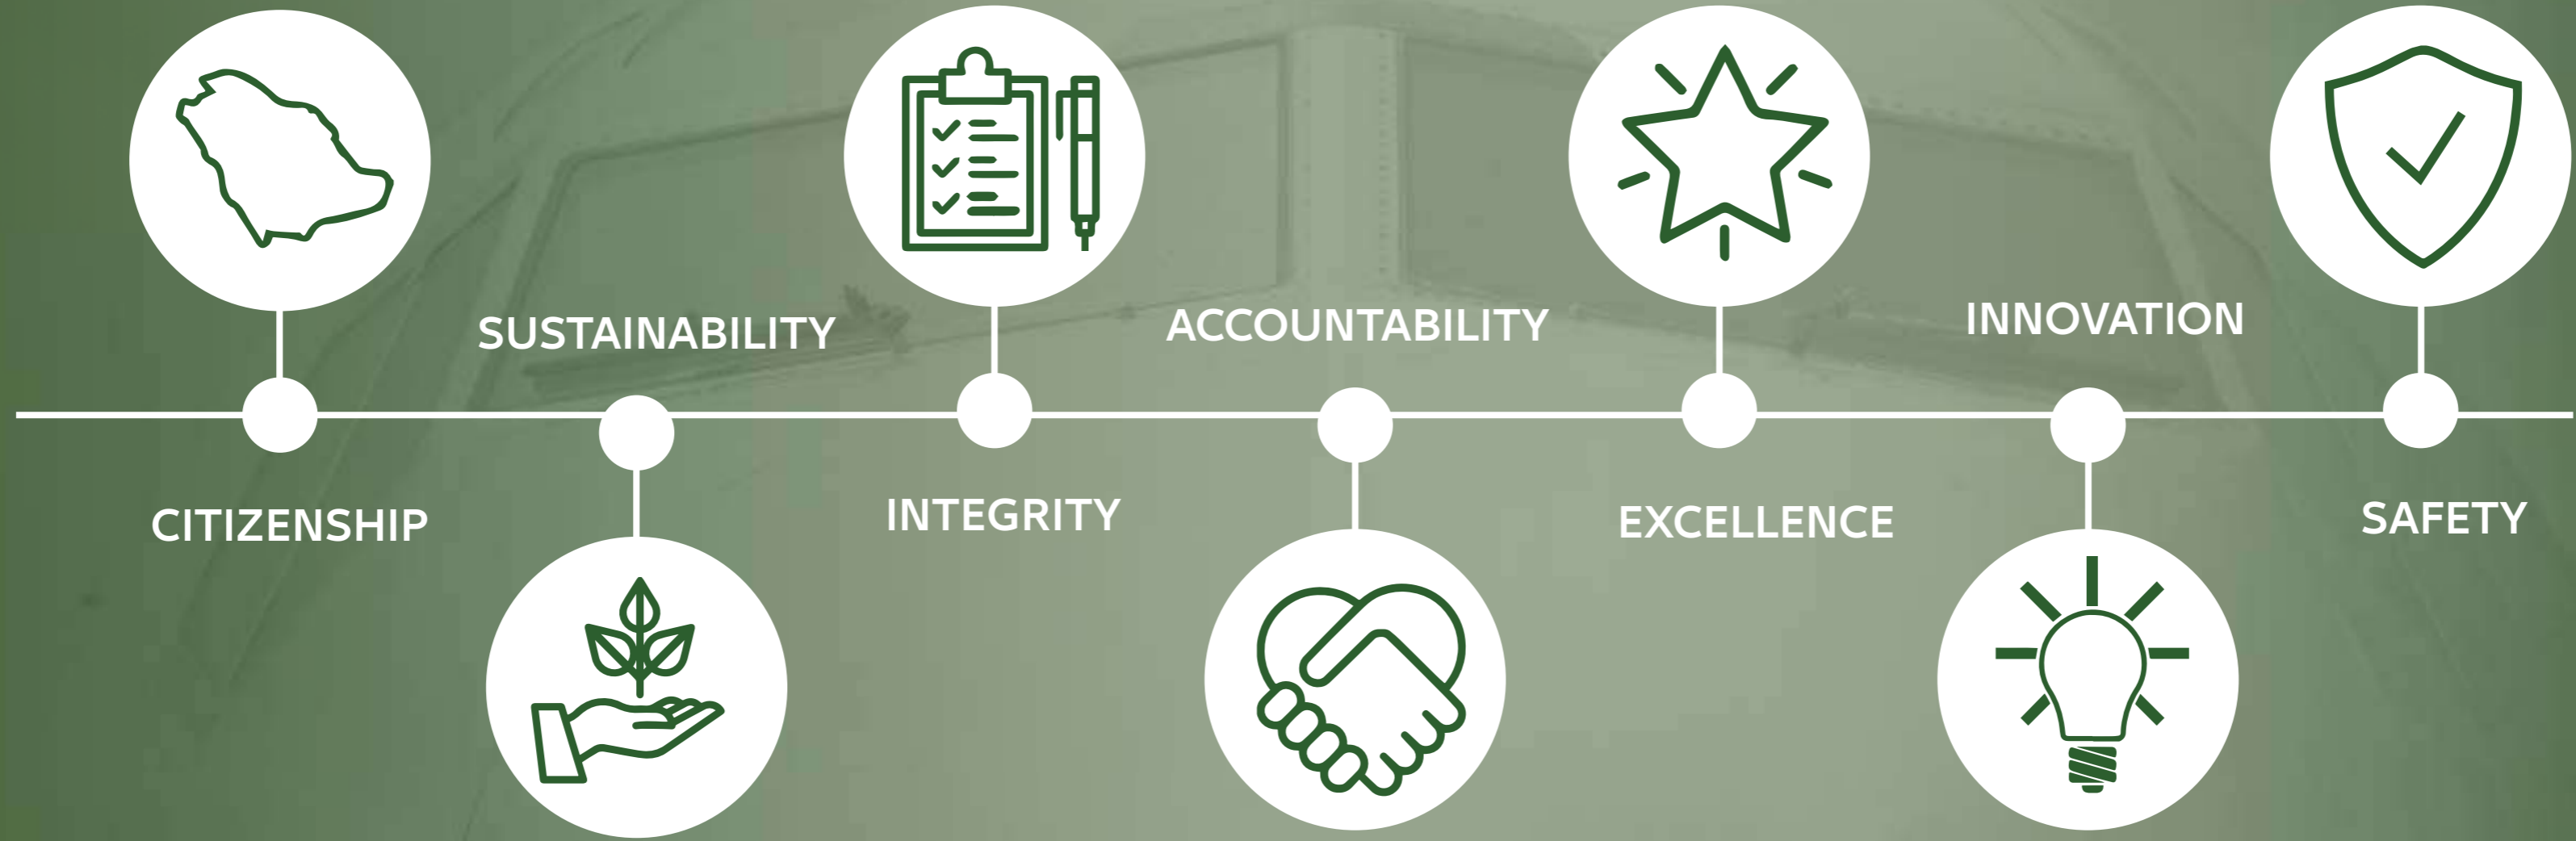 CITIZENSHIP
SUSTAINABILITY
INTEGRITY
ACCOUNTABILITY
EXCELLENCE
INNOVATION
SAFETY